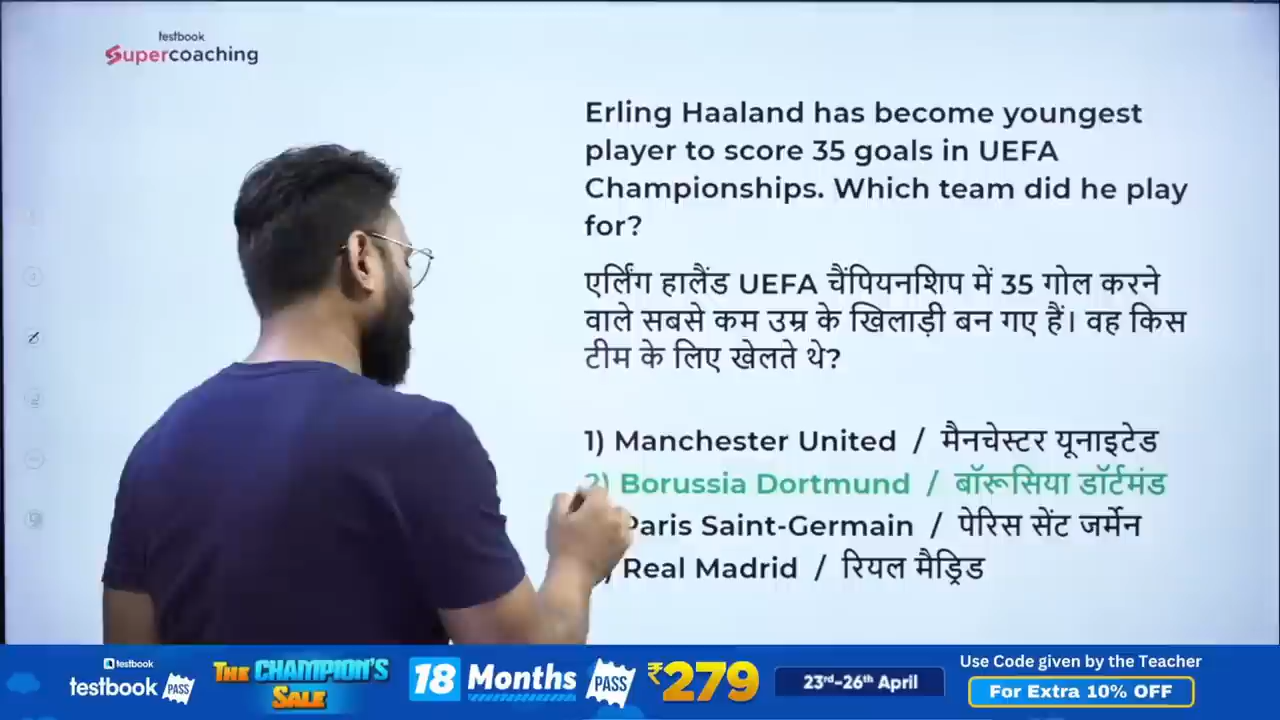 testbook
Supercoaching
Erling Haaland has become youngest
player to score 35 goals in UEFA
Championships. Which team did he play
for?
एर्लिंग हालैंड UEFA चैंपियनशिप में 35 गोल करने
वाले सबसे कम उम्र के खिलाड़ी बन गए हैं। वह किस
टीम के लिए खेलते थे?
1) Manchester United / मैनचेस्टर यूनाइटेड
2) Borussia Dortmund / बॉरूसिया डॉर्टमंड
Paris Saint-Germain / पेरिस सेंट जर्मेन
) Real Madrid / रियल मैड्रिड
testbook
testbook PASS
THE CHAMPION'S
SALE
18 Months PASS ₹279
23rd-26th April
Use Code given by the Teacher
For Extra 10% OFF